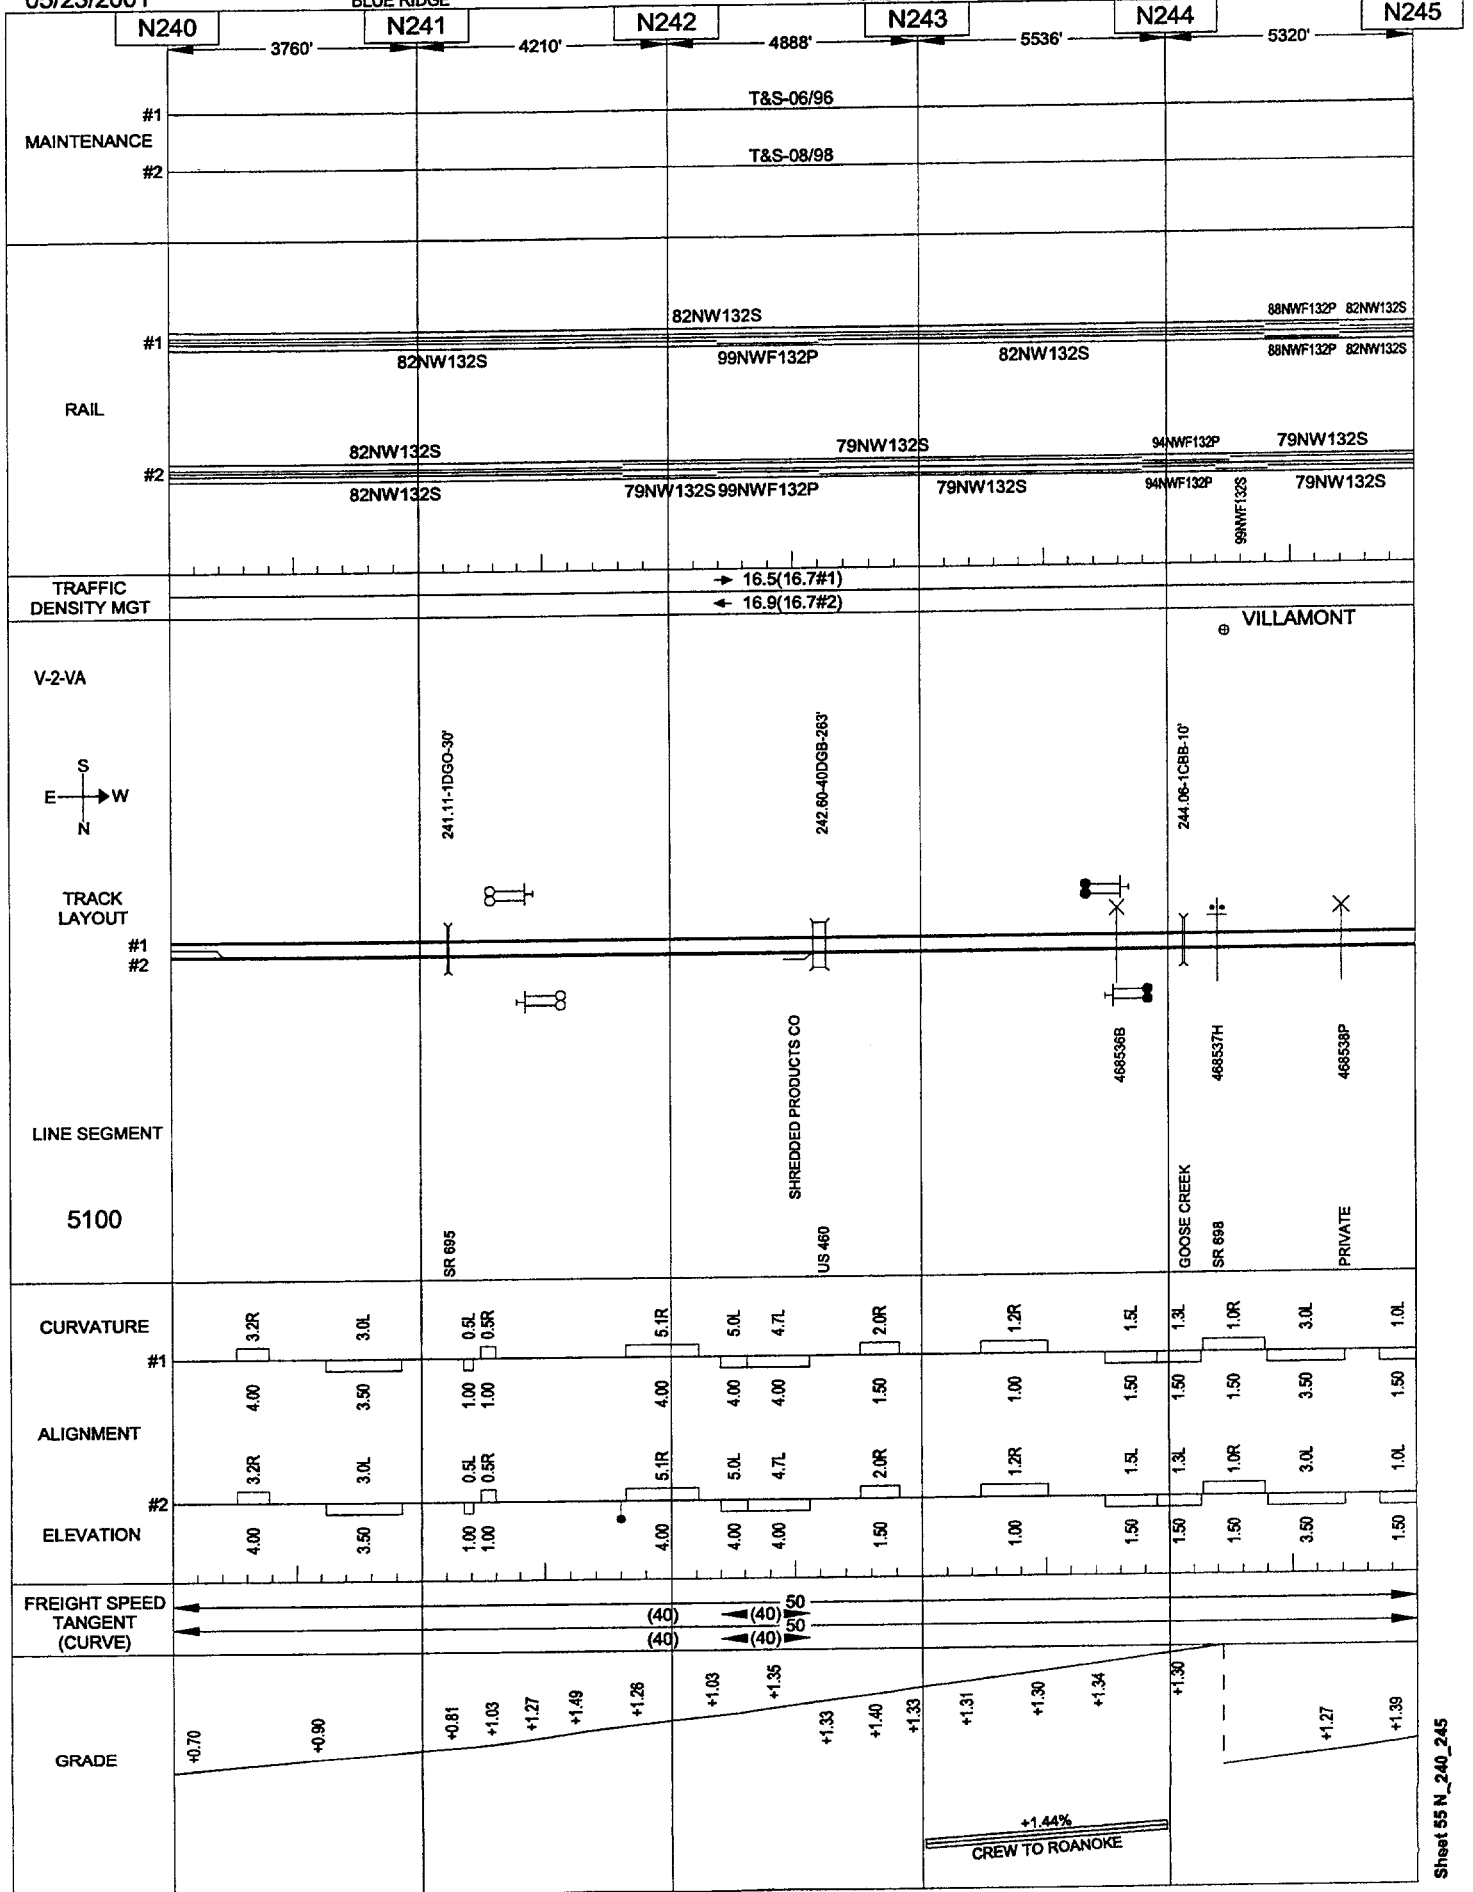 05/23/2001
BLUE RIDGE
N240 N241 N242 N243 N244 N245
3760' 4210' 4888' 5536' 5320'
T&S-06/96
#1
MAINTENANCE
T&S-08/98
#2
82NW132S 88NWF132P 82NW132S
#1
82NW132S 99NWF132P 82NW132S 88NWF132P 82NW132S
RAIL
82NW132S 79NW132S 94NWF132P 79NW132S
#2
82NW132S 79NW132S 99NWF132P 79NW132S 94NWF132P 99NWF132S 79NW132S
TRAFFIC
DENSITY MGT
16.5(16.7#1)
16.9(16.7#2)
VILLAMONT
V-2-VA
S
E W
N
241.11-1DGO-30' 242.60-40DGB-263' 244.06-1CBB-10'
TRACK
LAYOUT
#1
#2
468536B 468537H 468538P
SHREDDED PRODUCTS CO
LINE SEGMENT
5100
SR 695 US 460 GOOSE CREEK SR 698 PRIVATE
CURVATURE
3.2R 3.0L 0.5L 0.5R 5.1R 5.0L 4.7L 2.0R 1.2R 1.5L 1.3L 1.0R 3.0L 1.0L
#1
4.00 3.50 1.00 1.00 4.00 4.00 4.00 1.50 1.00 1.50 1.50 1.50 3.50 1.50
ALIGNMENT
3.2R 3.0L 0.5L 0.5R 5.1R 5.0L 4.7L 2.0R 1.2R 1.5L 1.3L 1.0R 3.0L 1.0L
#2
ELEVATION
4.00 3.50 1.00 1.00 4.00 4.00 4.00 1.50 1.00 1.50 1.50 1.50 3.50 1.50
FREIGHT SPEED
TANGENT
(CURVE)
50
(40) (40)
50
(40) (40)
GRADE
+0.70 +0.90 +0.81 +1.03 +1.27 +1.49 +1.26 +1.03 +1.35 +1.33 +1.40 +1.33 +1.31 +1.30 +1.34 +1.30 +1.27 +1.39
+1.44%
CREW TO ROANOKE
Sheet 55 N_240_245